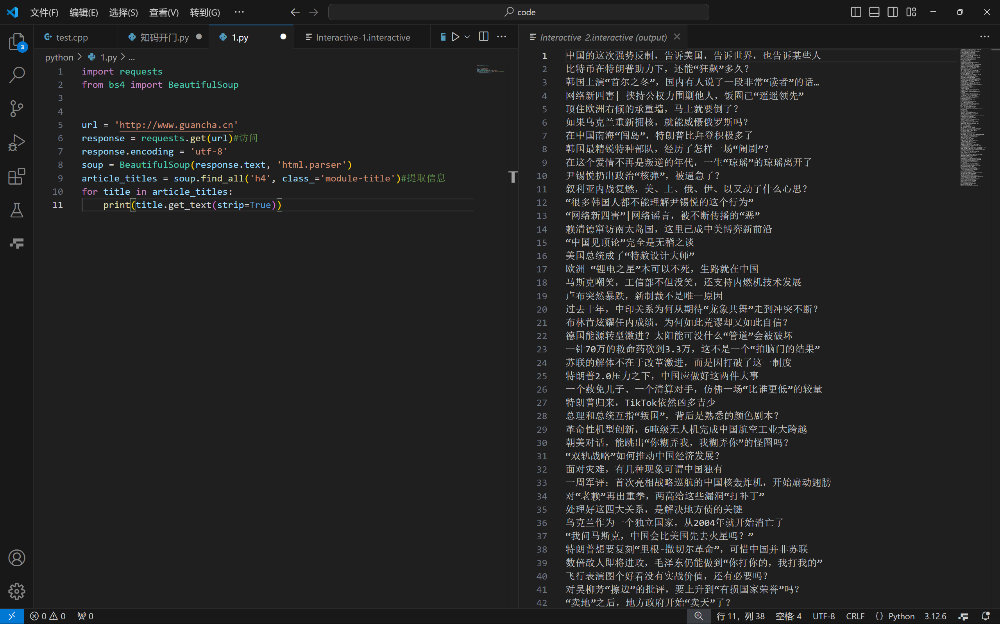 文件(F) 编辑(E) 选择(S) 查看(V) 转到(G) ··· code
test.cpp 知码开门.py 1.py Interactive-1.interactive
python > 1.py > ...
1 import requests
2 from bs4 import BeautifulSoup
3
4
5 url = 'http://www.guancha.cn'
6 response = requests.get(url)#访问
7 response.encoding = 'utf-8'
8 soup = BeautifulSoup(response.text, 'html.parser')
9 article_titles = soup.find_all('h4', class_='module-title')#提取信息
10 for title in article_titles:
11 print(title.get_text(strip=True))
3
Interactive-2.interactive (output)
1 中国的这次强势反制，告诉美国，告诉世界，也告诉某些人
2 比特币在特朗普助力下，还能“狂飙”多久？
3 韩国上演“首尔之冬”，国内有人说了一段非常“读者”的话…
4 网络新四害| 挟持公权力围剿他人，饭圈已“遥遥领先”
5 顶住欧洲右倾的承重墙，马上就要倒了？
6 如果乌克兰重新拥核，就能威慑俄罗斯吗？
7 在中国南海“闯岛”，特朗普比拜登积极多了
8 韩国最精锐特种部队，经历了怎样一场“闹剧”？
9 在这个爱情不再是叛逆的年代，一生“琼瑶”的琼瑶离开了
10 尹锡悦扔出政治“核弹”，被逼急了？
11 叙利亚内战复燃，美、土、俄、伊、以又动了什么心思？
12 “很多韩国人都不能理解尹锡悦的这个行为”
13 “网络新四害”|网络谣言，被不断传播的“恶”
14 赖清德窜访南太岛国，这里已成中美博弈新前沿
15 “中国见顶论”完全是无稽之谈
16 美国总统成了“特赦设计大师”
17 欧洲 “锂电之星”本可以不死，生路就在中国
18 马斯克嘲笑，工信部不但没笑，还支持内燃机技术发展
19 卢布突然暴跌，新制裁不是唯一原因
20 过去十年，中印关系为何从期待“龙象共舞”走到冲突不断？
21 布林肯炫耀任内成绩，为何如此荒谬却又如此自信？
22 德国能源转型激进？太阳能可没什么“管道”会被破坏
23 一针70万的救命药砍到3.3万，这不是一个“拍脑门的结果”
24 苏联的解体不在于改革激进，而是因打破了这一制度
25 特朗普2.0压力之下，中国应做好这两件大事
26 一个赦免儿子、一个清算对手，仿佛一场“比谁更低”的较量
27 特朗普归来，TikTok依然凶多吉少
28 总理和总统互指“叛国”，背后是熟悉的颜色剧本？
29 革命性机型创新，6吨级无人机完成中国航空工业大跨越
30 朝美对话，能跳出“你糊弄我，我糊弄你”的怪圈吗？
31 “双轨战略”如何推动中国经济发展？
32 面对灾难，有几种现象可谓中国独有
33 一周军评：首次亮相战略巡航的中国核轰炸机，开始扇动翅膀
34 对“老赖”再出重拳，两高给这些漏洞“打补丁”
35 处理好这四大关系，是解决地方债的关键
36 乌克兰作为一个独立国家，从2004年就开始消亡了
37 “我问马斯克，中国会比美国先去火星吗？”
38 特朗普想要复刻“里根-撒切尔革命”，可惜中国并非苏联
39 数倍敌人即将进攻，毛泽东仍能做到“你打你的，我打我的”
40 飞行表演图个好看没有实战价值，还有必要吗？
41 对吴柳芳“擦边”的批评，要上升到“有损国家荣誉”吗？
42 “卖地”之后，地方政府开始“卖天”了？
0 0 0 行 11，列 38 空格: 4 UTF-8 CRLF {} Python 3.12.6